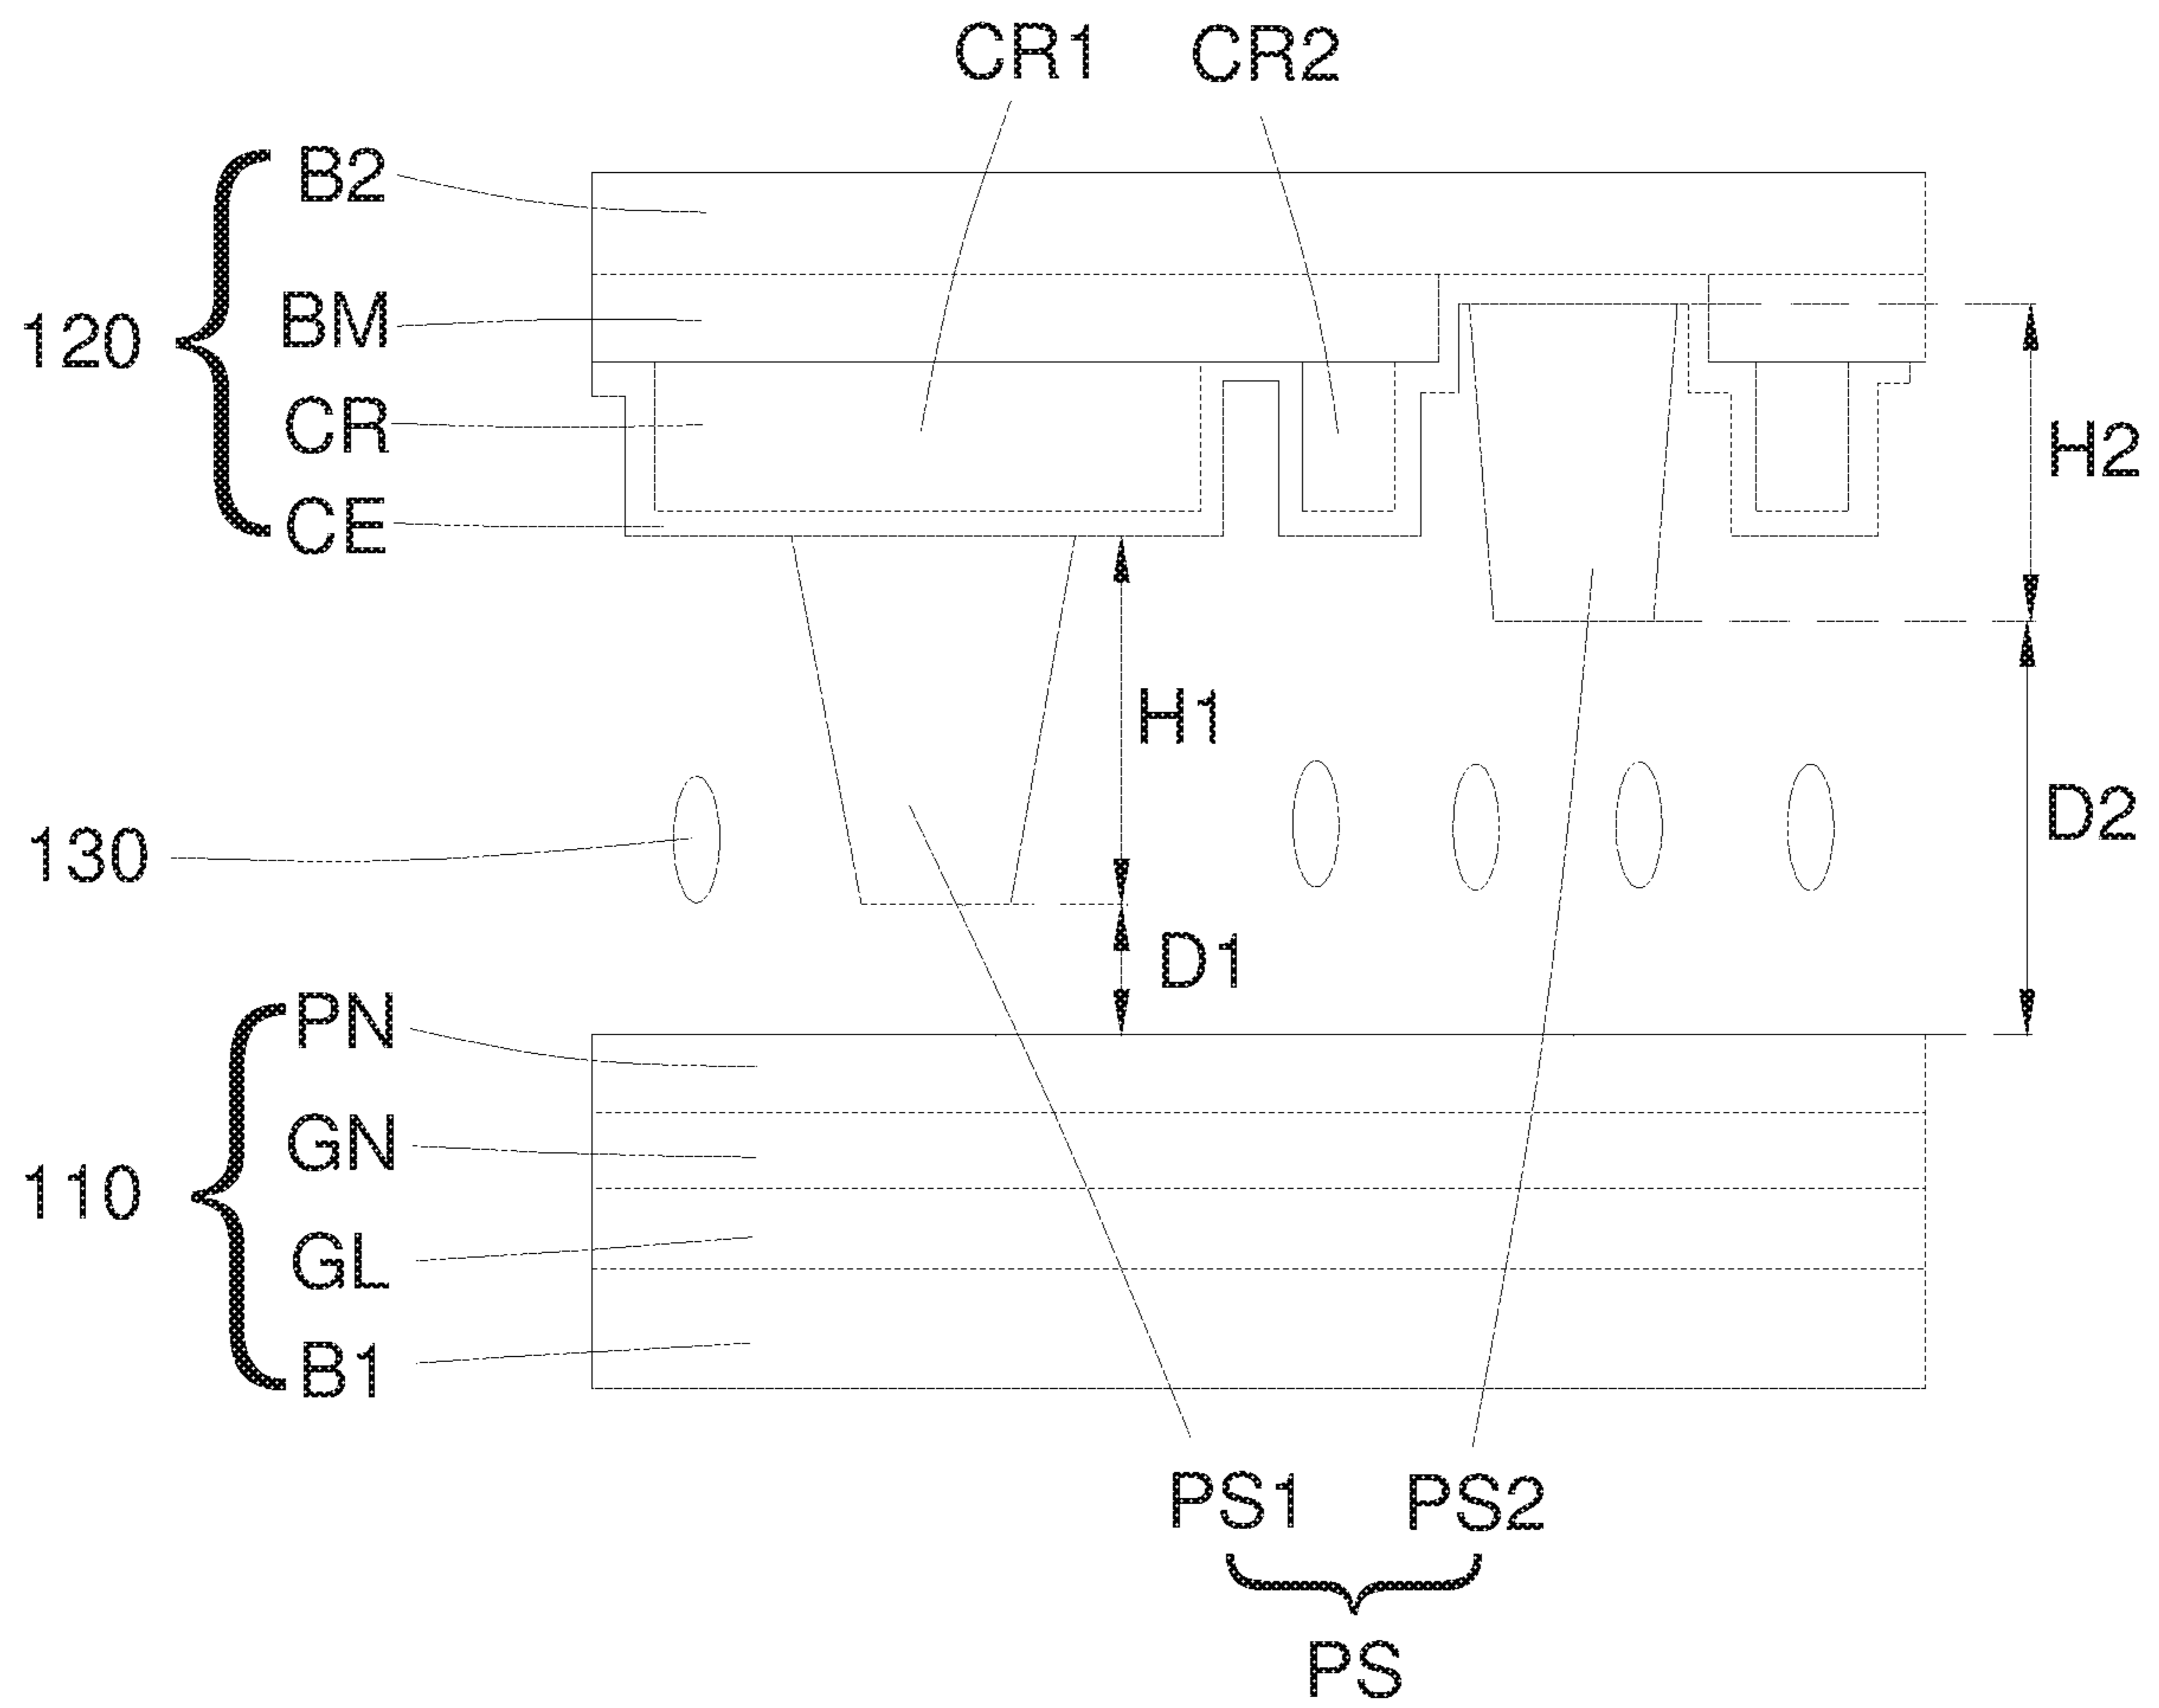 CR1 CR2
B2
BM
120
CR
H2
CE
H1
130
D2
D1
PN
GN
110
GL
B1
PS1 PS2
PS